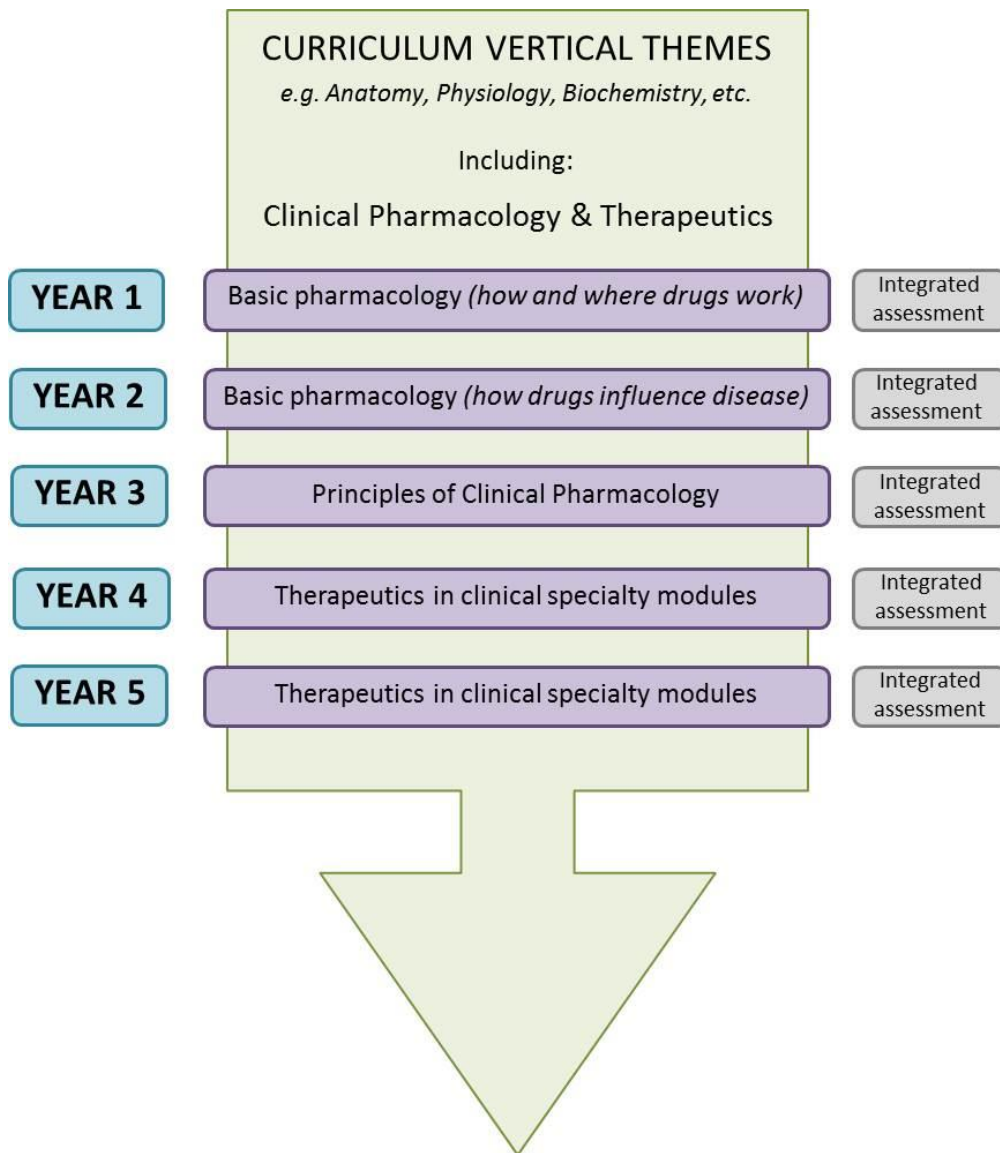 CURRICULUM VERTICAL THEMES
e.g. Anatomy, Physiology, Biochemistry, etc.
Including:
Clinical Pharmacology & Therapeutics
YEAR 1
Basic pharmacology (how and where drugs work)
Integrated
assessment
YEAR 2
Basic pharmacology (how drugs influence disease)
Integrated
assessment
YEAR 3
Principles of Clinical Pharmacology
Integrated
assessment
YEAR 4
Therapeutics in clinical specialty modules
Integrated
assessment
YEAR 5
Therapeutics in clinical specialty modules
Integrated
assessment